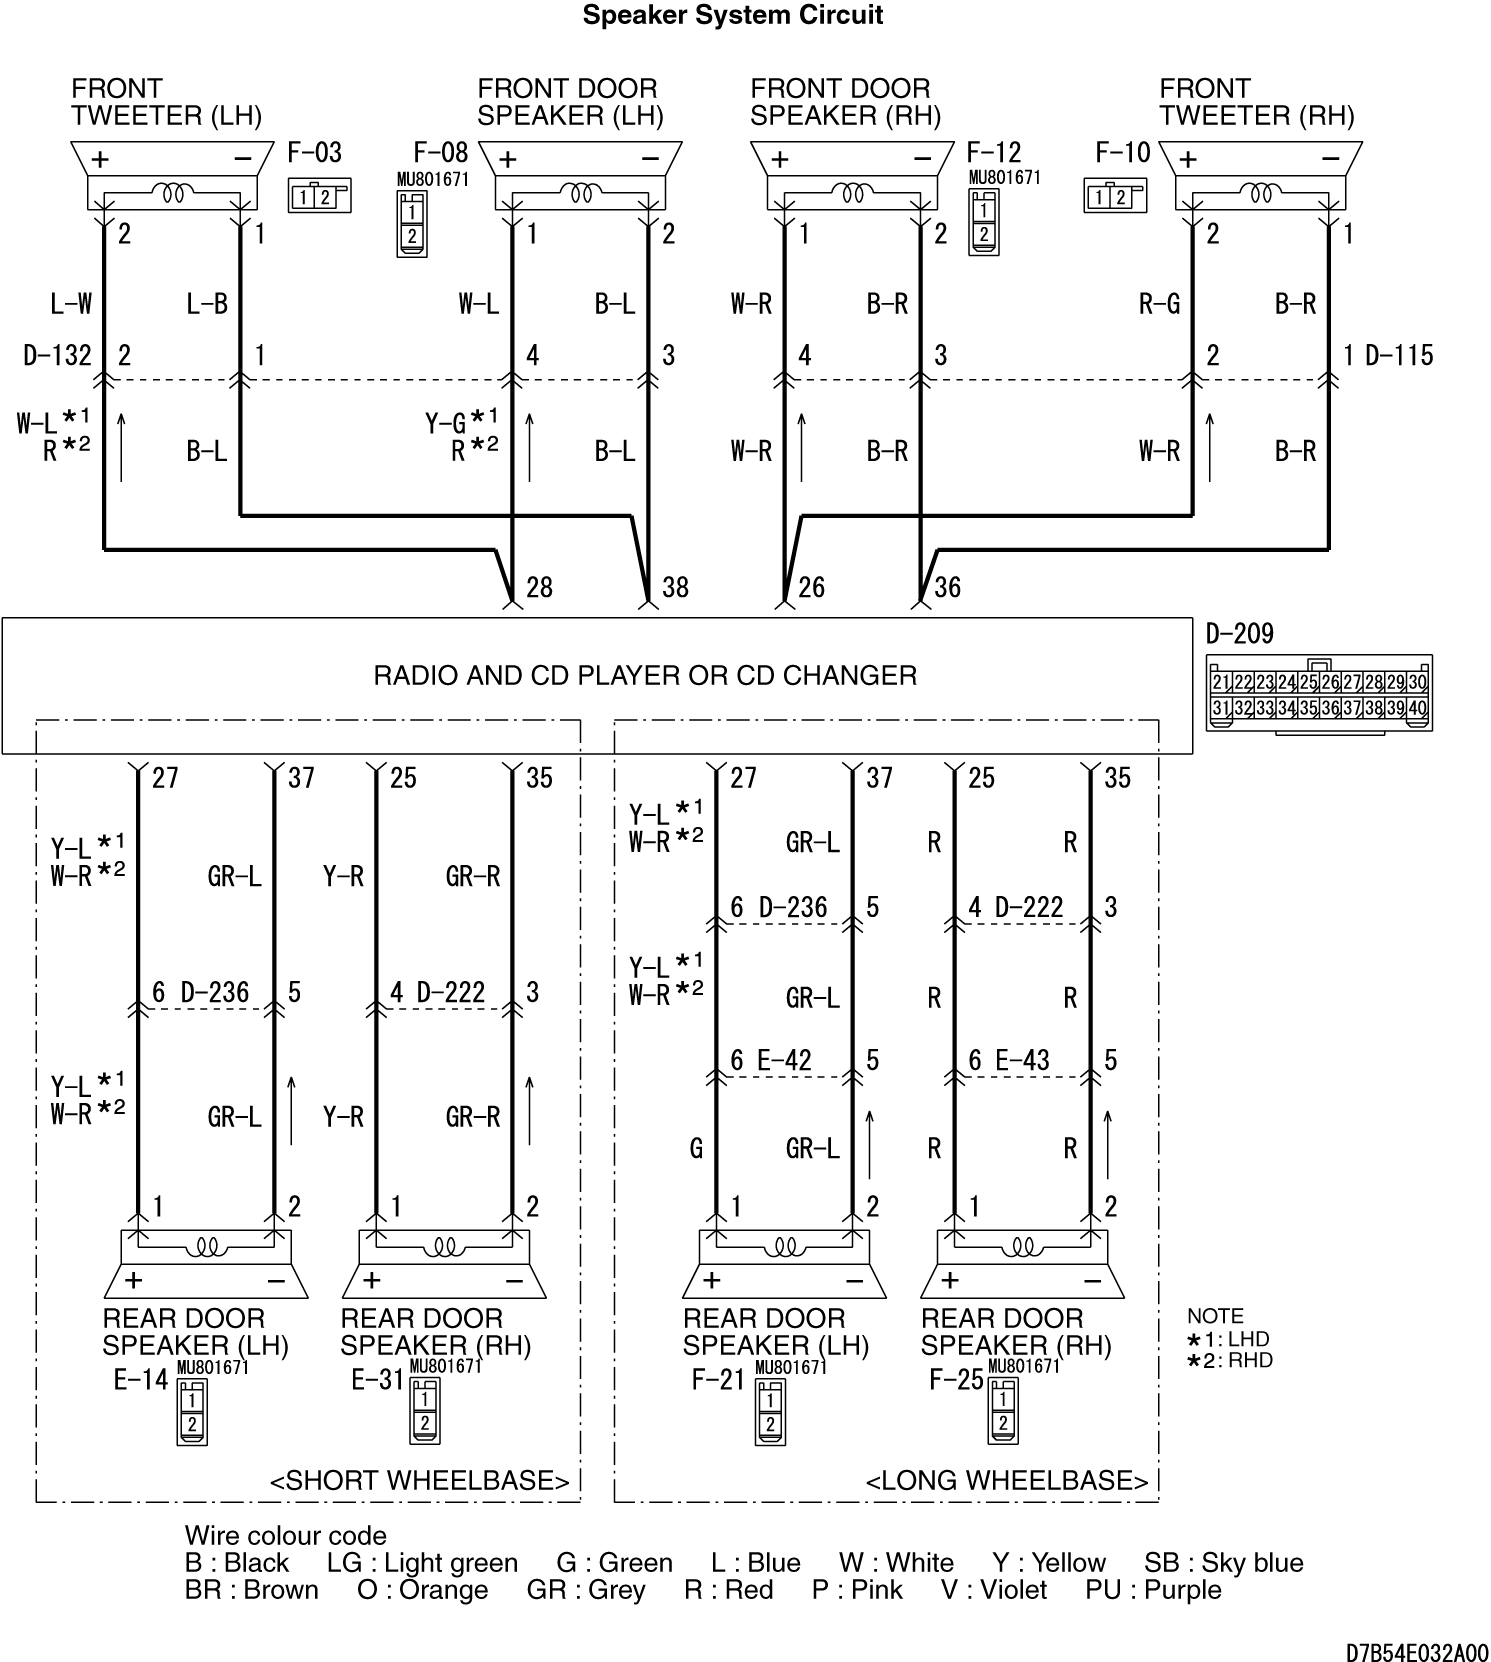 Speaker System Circuit
FRONT
TWEETER (LH)
FRONT DOOR
SPEAKER (LH)
FRONT DOOR
SPEAKER (RH)
FRONT
TWEETER (RH)
+ − F-03
F-08 + −
+ − F-12
F-10 + −
MU801671
MU801671
1 2
1
2
1
2
1 2
2 1 1 2 1 2 2 1
L-W L-B W-L B-L W-R B-R R-G B-R
D-132 2 1 4 3 4 3 2 1 D-115
W-L *1
R *2
B-L
Y-G *1
R *2
B-L W-R B-R W-R B-R
28 38 26 36
RADIO AND CD PLAYER OR CD CHANGER
D-209
21 22 23 24 25 26 27 28 29 30
31 32 33 34 35 36 37 38 39 40
27 37 25 35 27 37 25 35
Y-L *1
W-R *2
GR-L Y-R GR-R
6 D-236 5 4 D-222 3
Y-L *1
W-R *2
GR-L Y-R GR-R
1 2 1 2
+ − + −
REAR DOOR
SPEAKER (LH)
REAR DOOR
SPEAKER (RH)
E-14 MU801671
1
2
E-31 MU801671
1
2
<SHORT WHEELBASE>
Y-L *1
W-R *2
GR-L R R
6 D-236 5 4 D-222 3
Y-L *1
W-R *2
GR-L R R
6 E-42 5 6 E-43 5
G GR-L R R
1 2 1 2
+ − + −
REAR DOOR
SPEAKER (LH)
REAR DOOR
SPEAKER (RH)
F-21 MU801671
1
2
F-25 MU801671
1
2
<LONG WHEELBASE>
NOTE
*1: LHD
*2: RHD
Wire colour code
B : Black LG : Light green G : Green L : Blue W : White Y : Yellow SB : Sky blue
BR : Brown O : Orange GR : Grey R : Red P : Pink V : Violet PU : Purple
D7B54E032A00